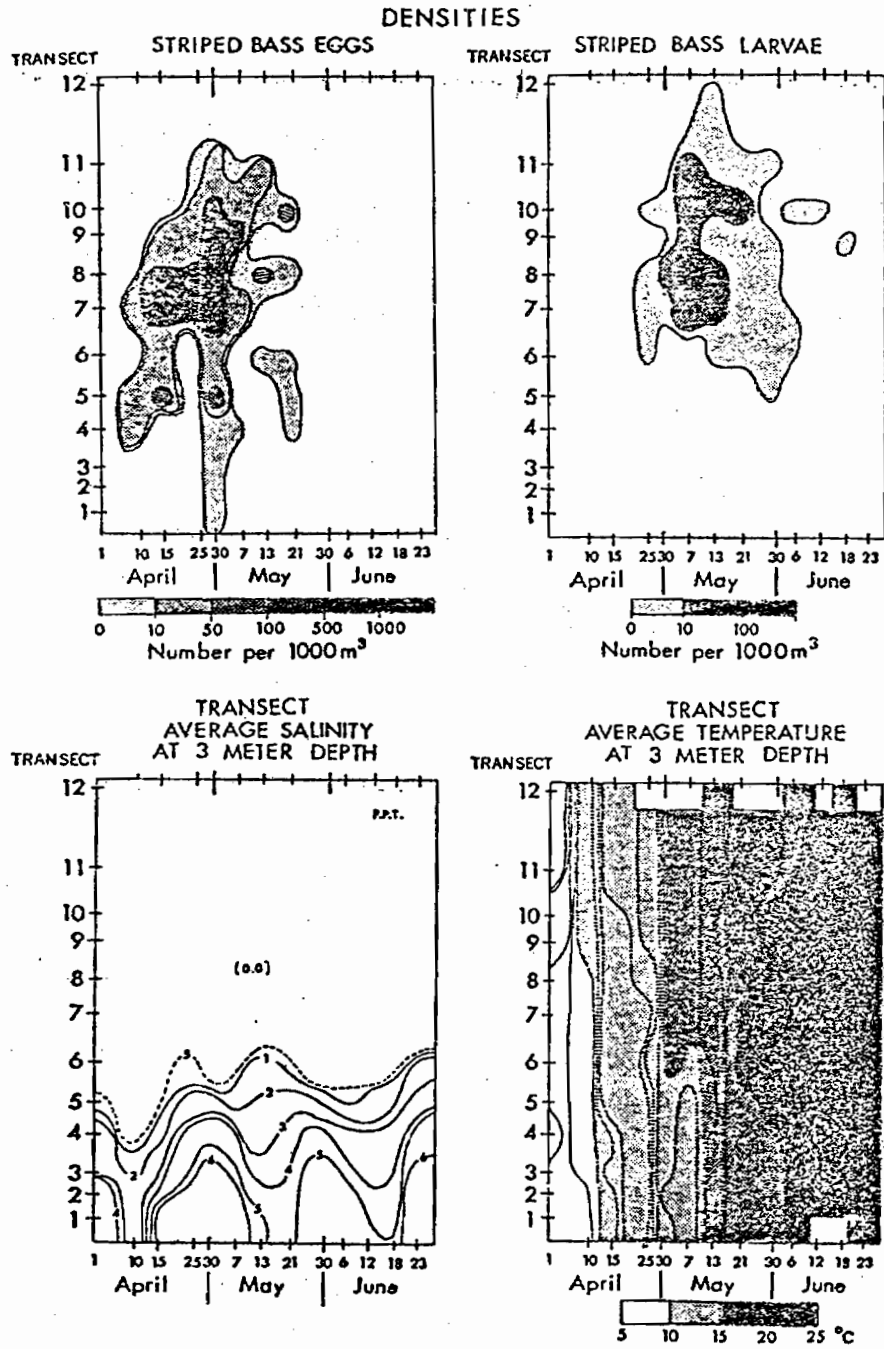 DENSITIES
STRIPED BASS EGGS
STRIPED BASS LARVAE
TRANSECT
TRANSECT
12
11
10
9
8
7
6
5
4
3
2
1
1 10 15 25 30 7 13 21 30 6 12 18 23
April May June
0 10 50 100 500 1000
Number per 1000m³
12
11
10
9
8
7
6
5
4
3
2
1
1 10 15 25 30 7 13 21 30 6 12 18 23
April May June
0 10 100
Number per 1000m³
TRANSECT
AVERAGE SALINITY
AT 3 METER DEPTH
TRANSECT
P.P.T.
(0.0)
12
11
10
9
8
7
6
5
4
3
2
1
1 10 15 25 30 7 13 21 30 6 12 18 23
April May June
TRANSECT
AVERAGE TEMPERATURE
AT 3 METER DEPTH
TRANSECT
12
11
10
9
8
7
6
5
4
3
2
1
1 10 15 25 30 7 13 21 30 6 12 18 23
April May June
5 10 15 20 25 °C